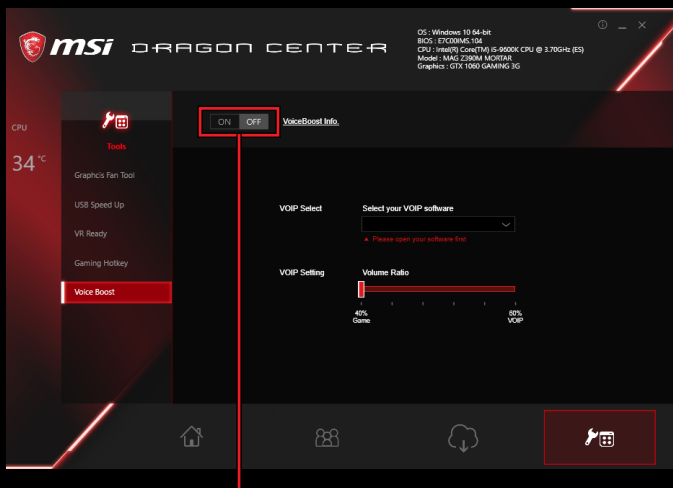 msi DRAGON CENTER
OS : Windows 10 64-bit
BIOS : E7C00IMS.104
CPU : Intel(R) Core(TM) i5-9600K CPU @ 3.70GHz (ES)
Model : MAG Z390M MORTAR
Graphics : GTX 1060 GAMING 3G
CPU
34 °C
Tools
Graphcis Fan Tool
USB Speed Up
VR Ready
Gaming Hotkey
Voice Boost
ON OFF VoiceBoost Info.
VOIP Select Select your VOIP software
Please open your software first
VOIP Setting Volume Ratio
40% 80%
Game VOIP